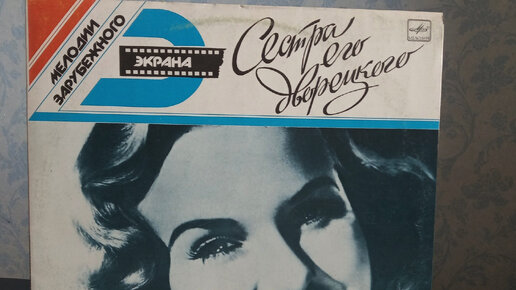 МЕЛОДИИ
ЗАРУБЕЖНОГО
ЭКРАНА
Сестра
его
дворецкого